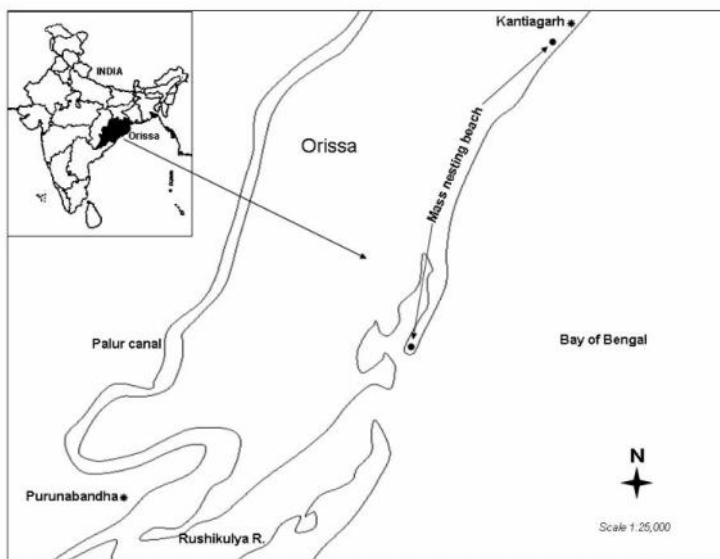 Kantiagarh
INDIA
Orissa
Orissa
Mass nesting beach
Palur canal
Bay of Bengal
N
Purunabandha
Rushikulya R.
Scale 1:25,000